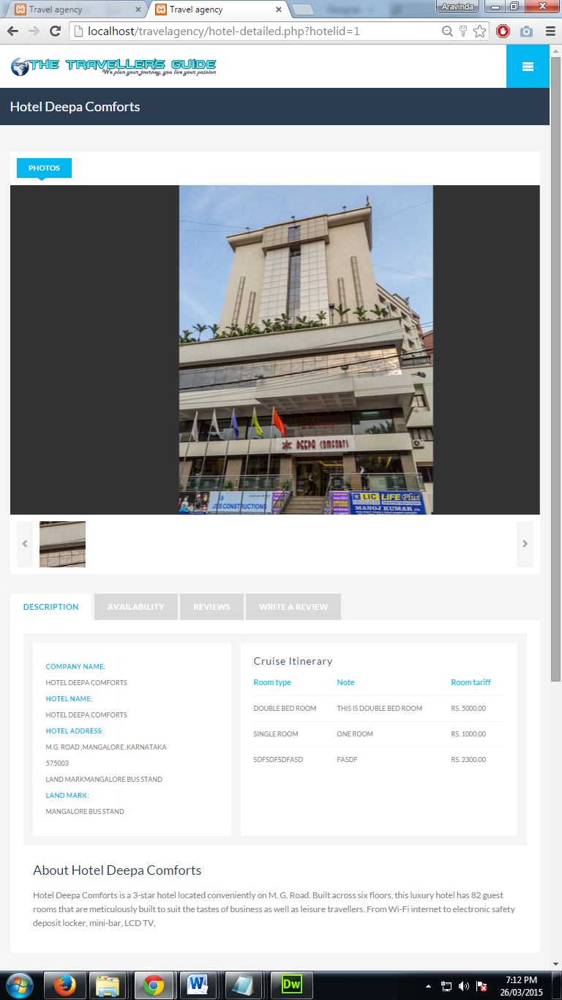 Travel agency
Travel agency
Aravinda
localhost/travelagency/hotel-detailed.php?hotelid=1
THE TRAVELLER'S GUIDE
We plan your journey, you live your passion
Hotel Deepa Comforts
PHOTOS
DEEPA COMFORTS
JSS CONSTRUCTIONS
STUDIO
LIC LIFE Plus
MANOJ KUMAR
DESCRIPTION
AVAILABILITY
REVIEWS
WRITE A REVIEW
COMPANY NAME:
HOTEL DEEPA COMFORTS
HOTEL NAME:
HOTEL DEEPA COMFORTS
HOTEL ADDRESS:
M.G. ROAD ,MANGALORE ,KARNATAKA
575003
LAND MARKMANGALORE BUS STAND
LAND MARK:
MANGALORE BUS STAND
Cruise Itinerary
Room type Note Room tariff
DOUBLE BED ROOM THIS IS DOUBLE BED ROOM RS. 5000.00
SINGLE ROOM ONE ROOM RS. 1000.00
SDFSDFSDFASD FASDF RS. 2300.00
About Hotel Deepa Comforts
Hotel Deepa Comforts is a 3-star hotel located conveniently on M. G. Road. Built across six floors, this luxury hotel has 82 guest
rooms that are meticulously built to suit the tastes of business as well as leisure travellers. From Wi-Fi internet to electronic safety
deposit locker, mini-bar, LCD TV,
Dw
7:12 PM
26/03/2015